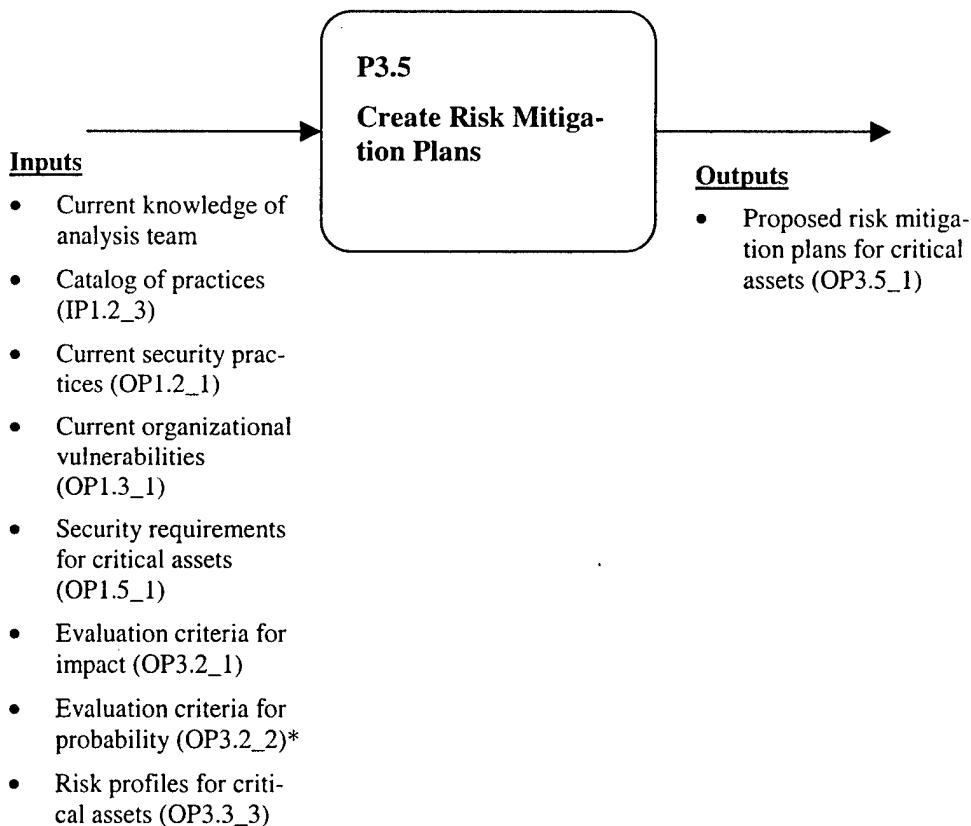 P3.5
Create Risk Mitiga-
tion Plans
Inputs
• Current knowledge of
analysis team
• Catalog of practices
(IP1.2_3)
• Current security prac-
tices (OP1.2_1)
• Current organizational
vulnerabilities
(OP1.3_1)
• Security requirements
for critical assets
(OP1.5_1)
• Evaluation criteria for
impact (OP3.2_1)
• Evaluation criteria for
probability (OP3.2_2)*
• Risk profiles for criti-
cal assets (OP3.3_3)
Outputs
• Proposed risk mitiga-
tion plans for critical
assets (OP3.5_1)